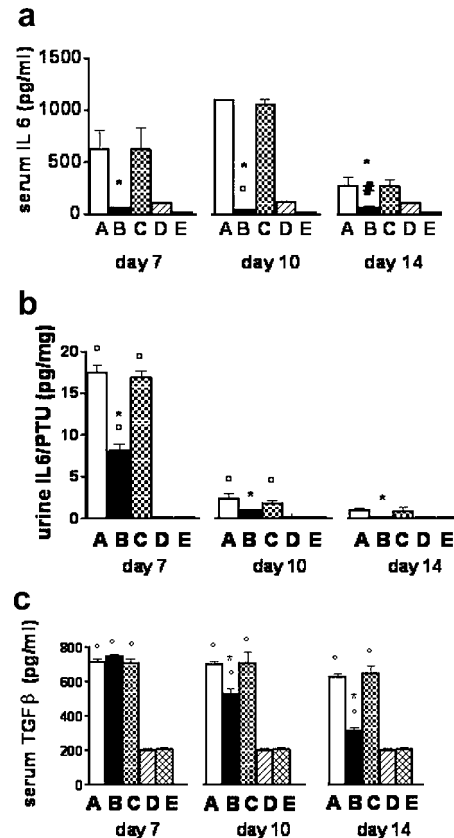 a
serum IL 6 (pg/ml)
1500
1000
500
0
*
* □
* #
A B C D E A B C D E A B C D E
day 7 day 10 day 14
b
urine IL6/PTU (pg/mg)
20
15
10
5
0
□ * □ □
□ * □
*
A B C D E A B C D E A B C D E
day 7 day 10 day 14
c
serum TGF β (pg/ml)
800
600
400
200
0
◦ ◦ ◦
◦ * ◦ ◦
◦ * ◦ ◦
A B C D E A B C D E A B C D E
day 7 day 10 day 14